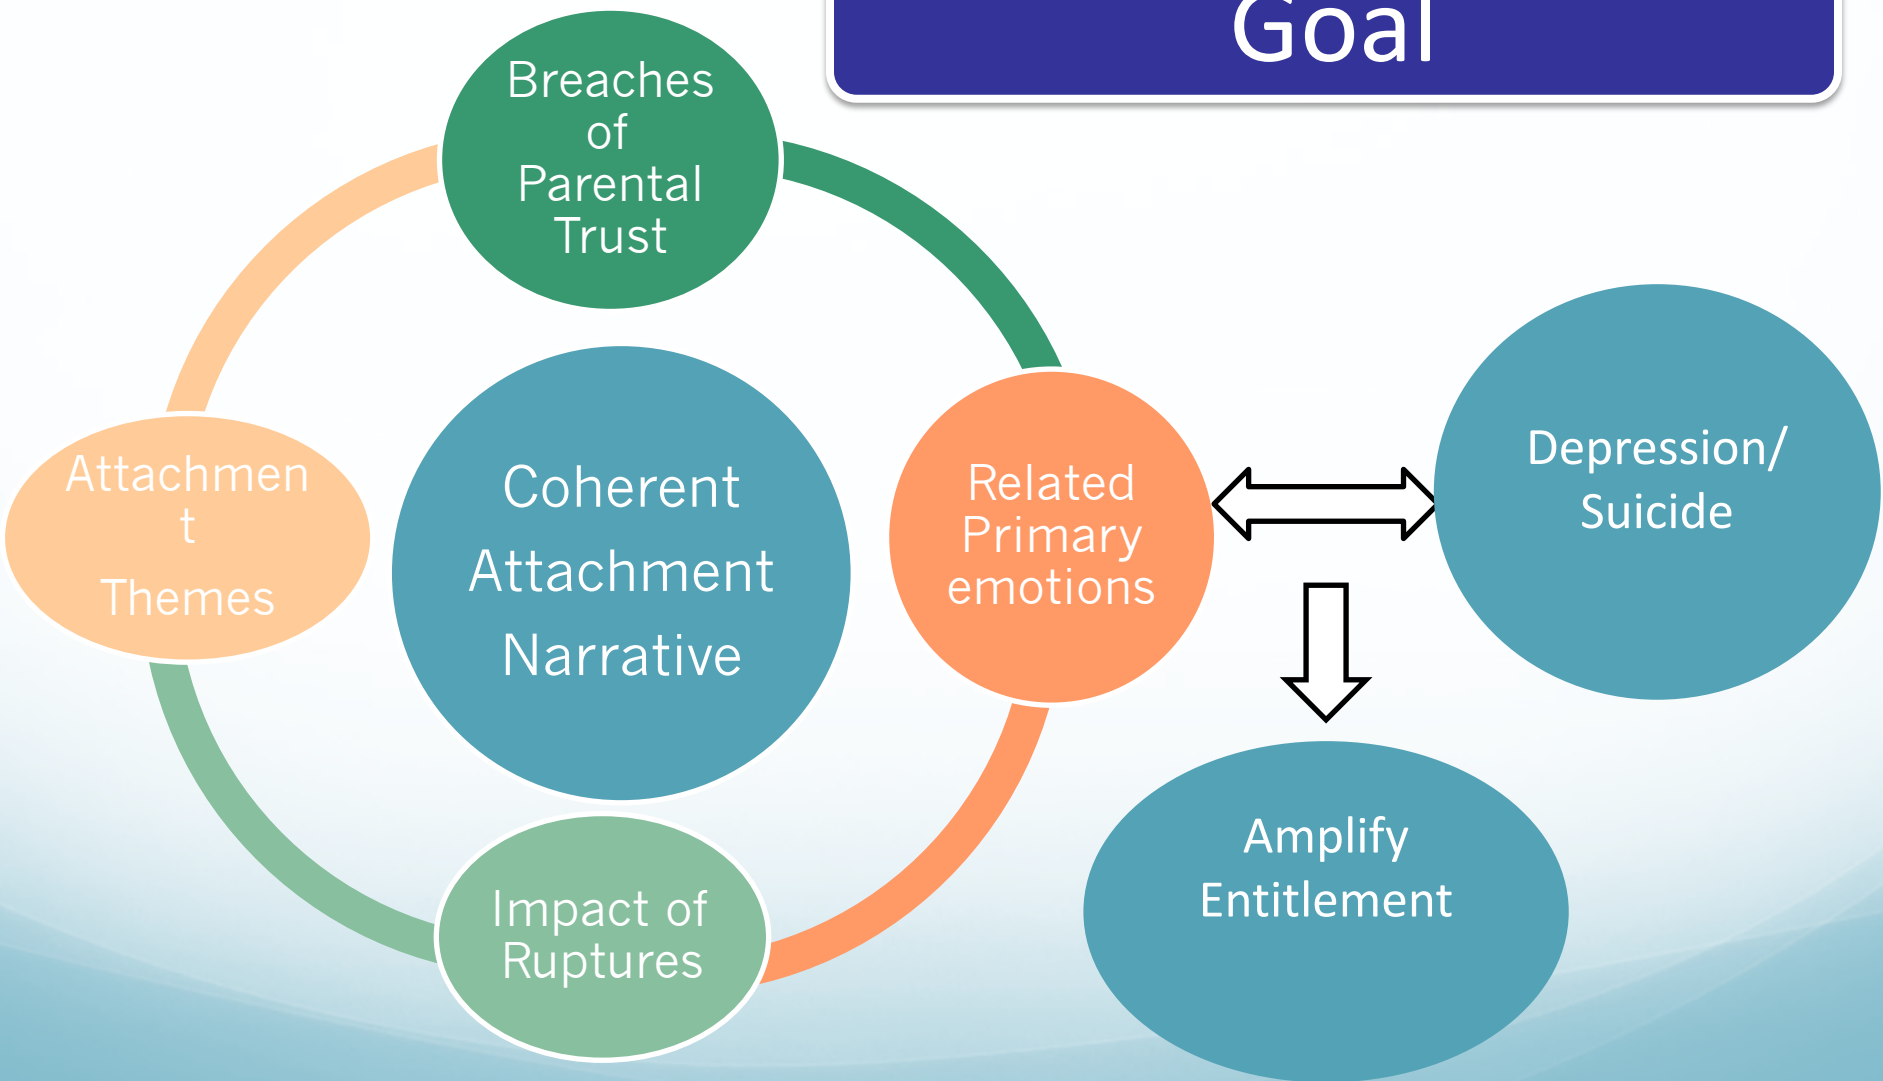 Goal
Breaches
of
Parental
Trust
Attachmen
t
Themes
Coherent
Attachment
Narrative
Related
Primary
emotions
Depression/
Suicide
Impact of
Ruptures
Amplify
Entitlement